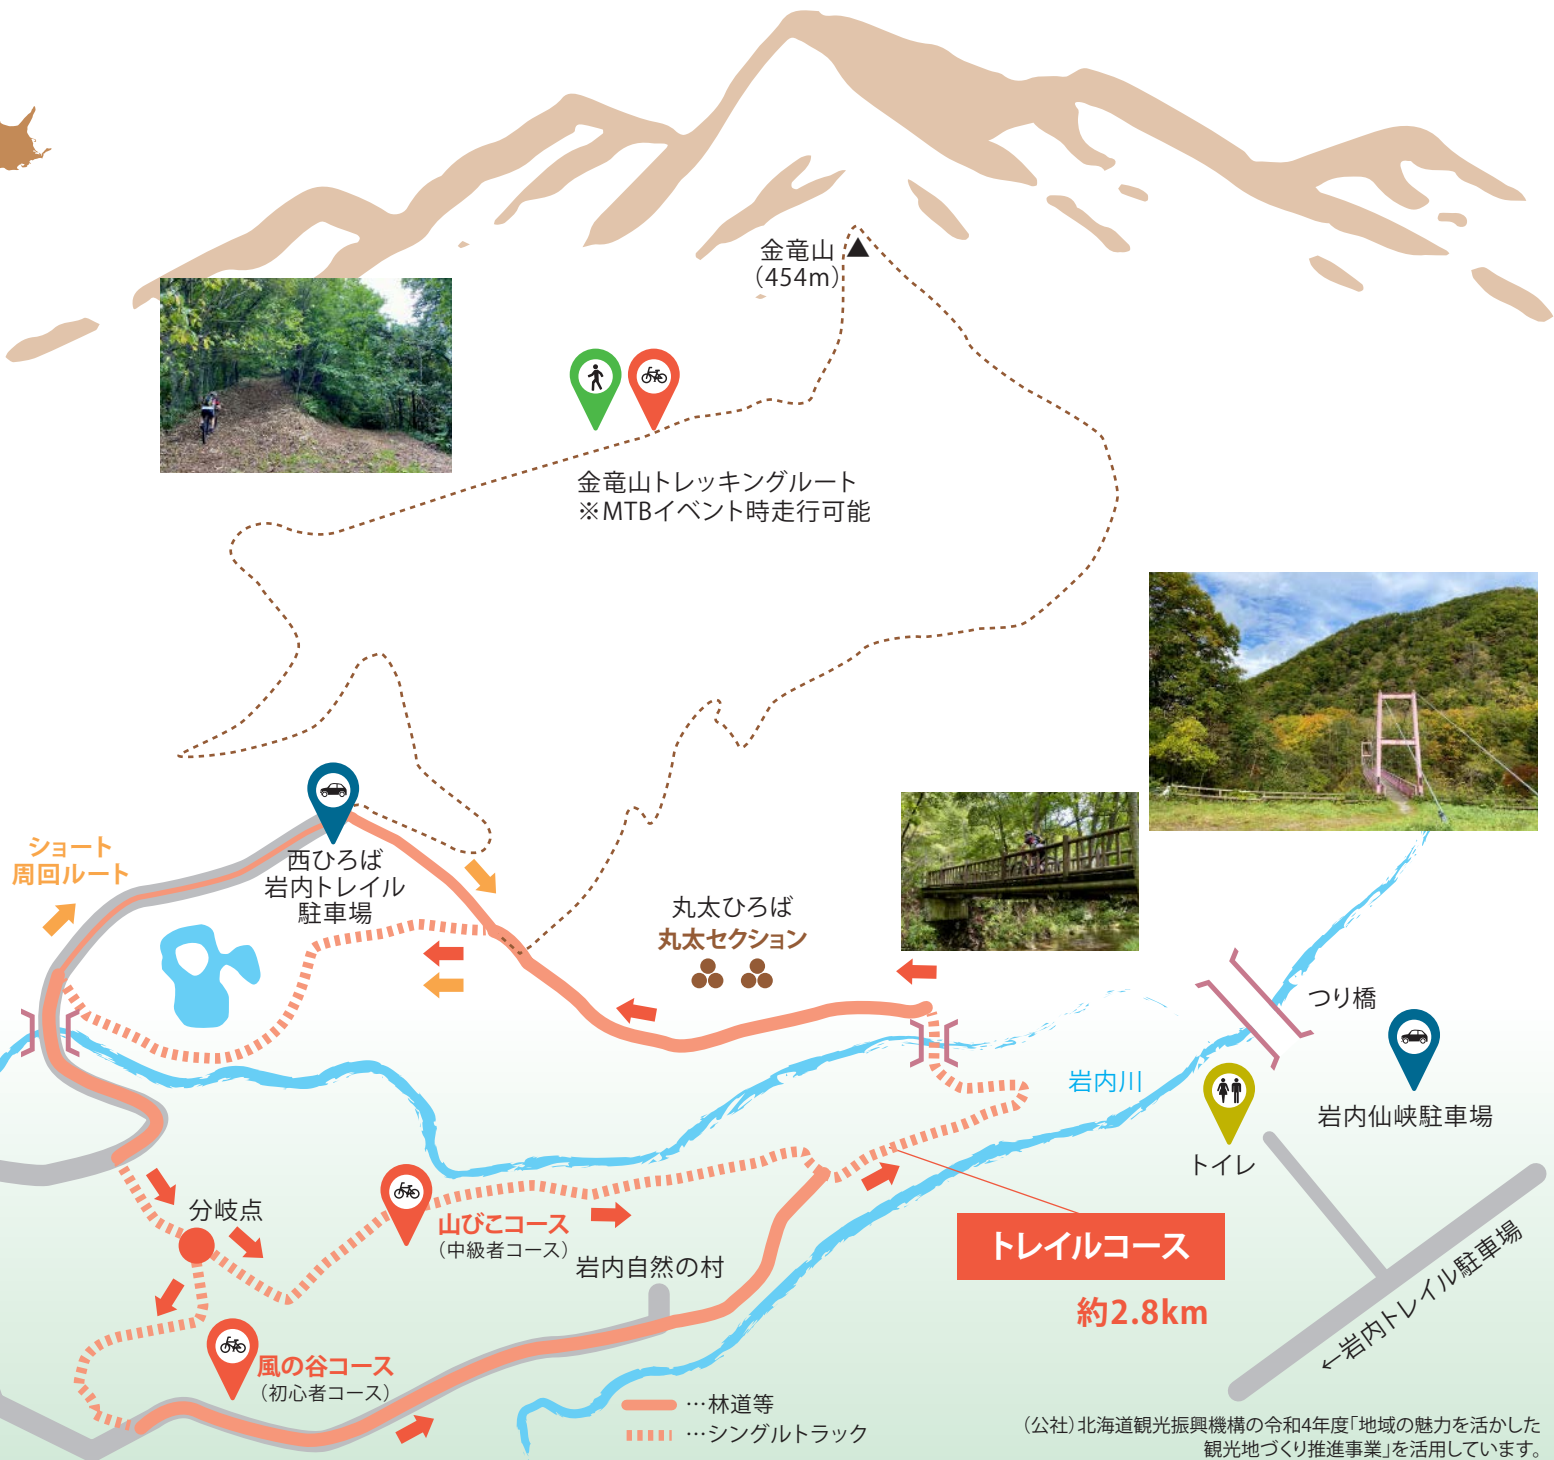 金竜山
（454m）
金竜山トレッキングルート
※MTBイベント時走行可能
ショート
周回ルート
西ひろば
岩内トレイル
駐車場
丸太ひろば
丸太セクション
つり橋
岩内川
岩内仙峡駐車場
トイレ
分岐点
山びこコース
（中級者コース）
岩内自然の村
トレイルコース
約2.8km
←岩内トレイル駐車場
風の谷コース
（初心者コース）
…林道等
…シングルトラック
（公社）北海道観光振興機構の令和4年度「地域の魅力を活かした
観光地づくり推進事業」を活用しています。